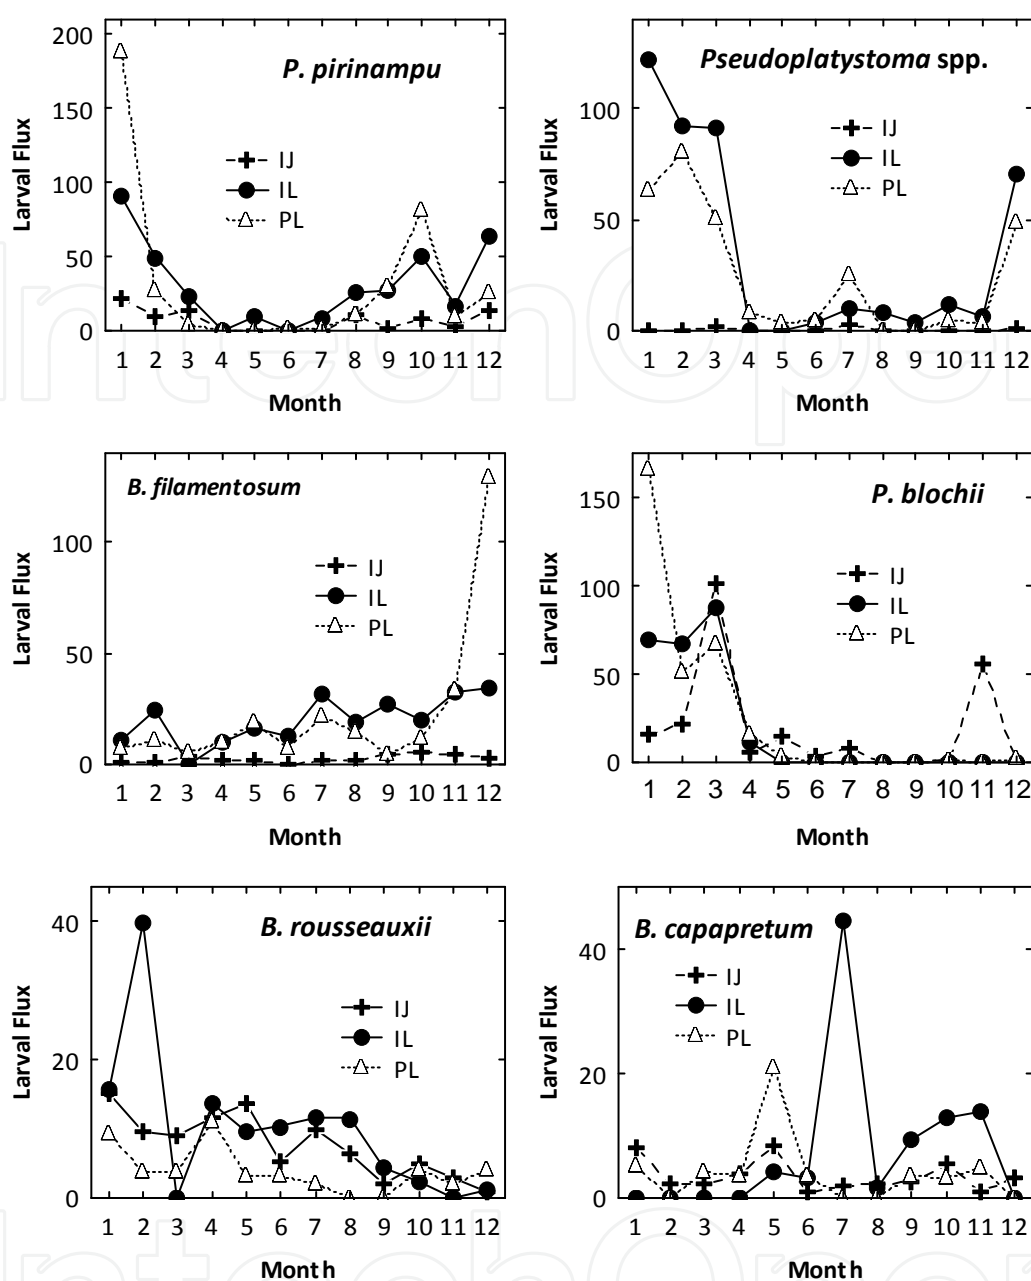 P. pirinampu
Larval Flux
200
150
100
50
0
IJ
IL
PL
1 2 3 4 5 6 7 8 9 10 11 12
Month
Pseudoplatystoma spp.
Larval Flux
100
50
0
IJ
IL
PL
1 2 3 4 5 6 7 8 9 10 11 12
Month
B. filamentosum
Larval Flux
100
50
0
IJ
IL
PL
1 2 3 4 5 6 7 8 9 10 11 12
Month
P. blochii
Larval Flux
150
100
50
0
IJ
IL
PL
1 2 3 4 5 6 7 8 9 10 11 12
Month
B. rousseauxii
Larval Flux
40
20
0
IJ
IL
PL
1 2 3 4 5 6 7 8 9 10 11 12
Month
B. capapretum
Larval Flux
40
20
0
IJ
IL
PL
1 2 3 4 5 6 7 8 9 10 11 12
Month